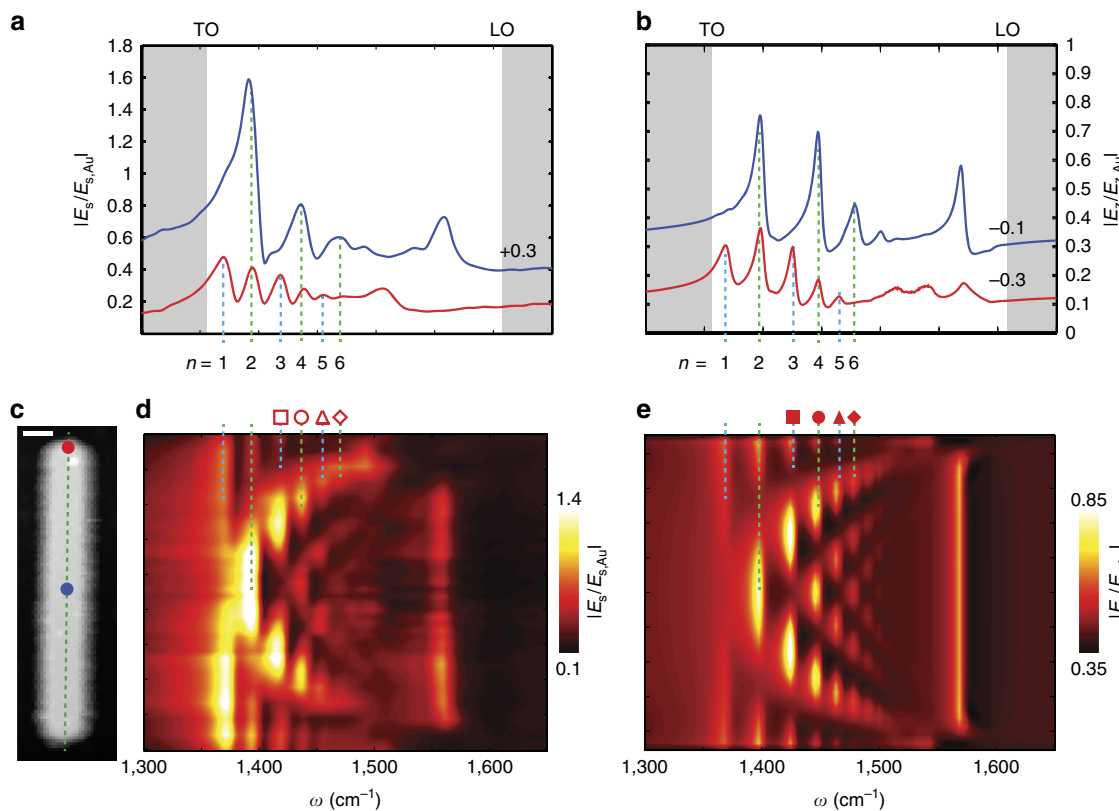 a
TO LO
1.8
1.6
1.4
1.2
1.0
0.8
0.6
0.4
0.2
|Es/Es,Au|
+0.3
n = 1 2 3 4 5 6
b
TO LO
1
0.9
0.8
0.7
0.6
0.5
0.4
0.3
0.2
0.1
0
|Ez/Ez,Au|
–0.1
–0.3
n = 1 2 3 4 5 6
c
d
1,300 1,400 1,500 1,600
ω (cm⁻¹)
1.4
0.1
|Es/Es,Au|
e
1,300 1,400 1,500 1,600
ω (cm⁻¹)
0.85
0.35